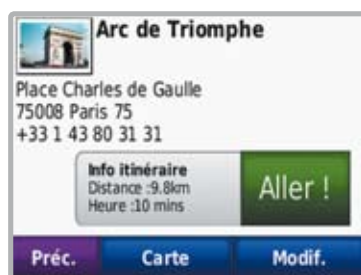 Arc de Triomphe
Place Charles de Gaulle
75008 Paris 75
+33 1 43 80 31 31
Info itinéraire
Distance :9.8km
Heure :10 mins
Aller !
Préc.
Carte
Modif.